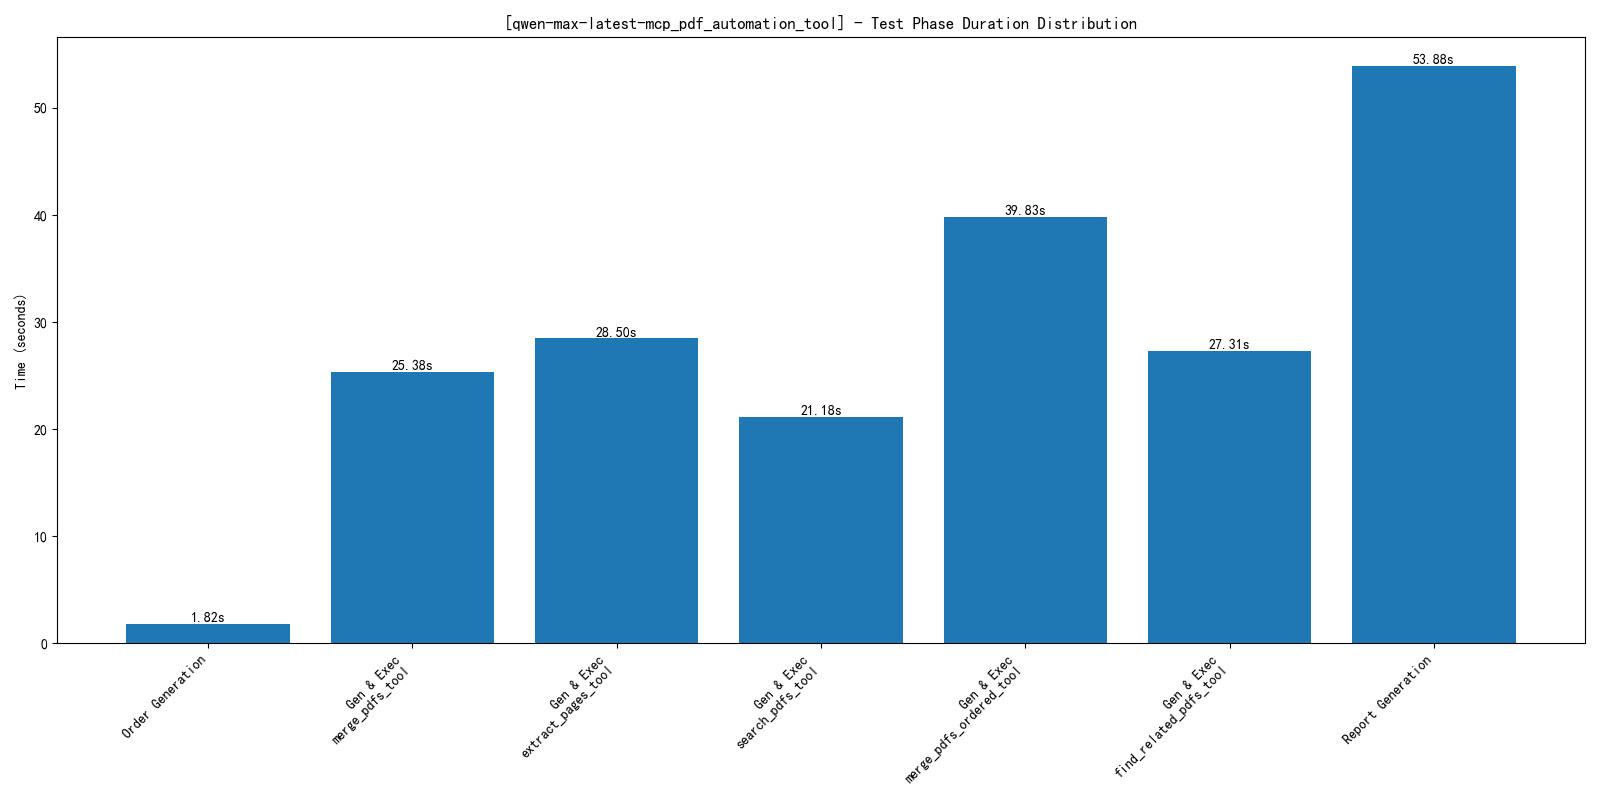 [qwen-max-latest-mcp_pdf_automation_tool] - Test Phase Duration Distribution
Time (seconds)
50
40
30
20
10
0
1.82s
25.38s
28.50s
21.18s
39.83s
27.31s
53.88s
Order Generation
Gen & Exec
merge_pdfs_tool
Gen & Exec
extract_pages_tool
Gen & Exec
search_pdfs_tool
Gen & Exec
merge_pdfs_ordered_tool
Gen & Exec
find_related_pdfs_tool
Report Generation